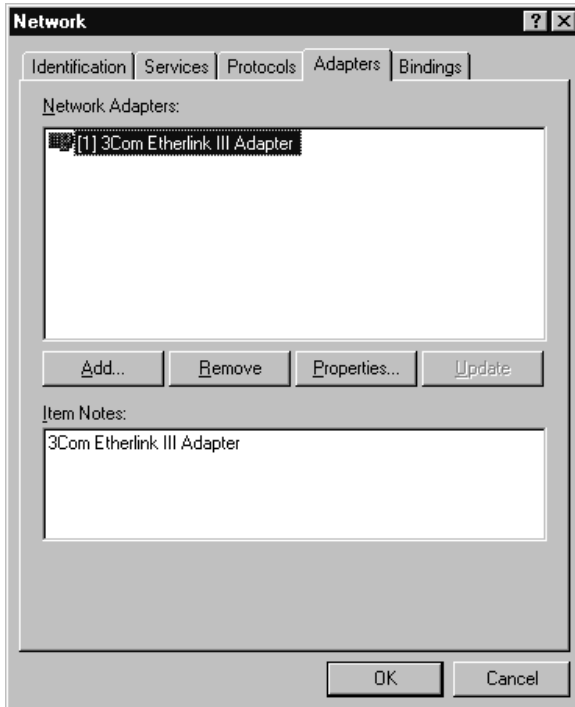 Network
Identification Services Protocols Adapters Bindings
Network Adapters:
[1] 3Com Etherlink III Adapter
Add... Remove Properties... Update
Item Notes:
3Com Etherlink III Adapter
OK Cancel